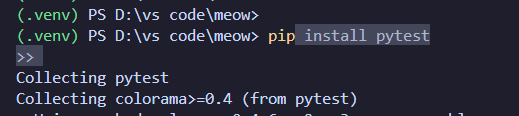 (.venv) PS D:\vs code\meow>
(.venv) PS D:\vs code\meow> pip install pytest
>>
Collecting pytest
Collecting colorama>=0.4 (from pytest)